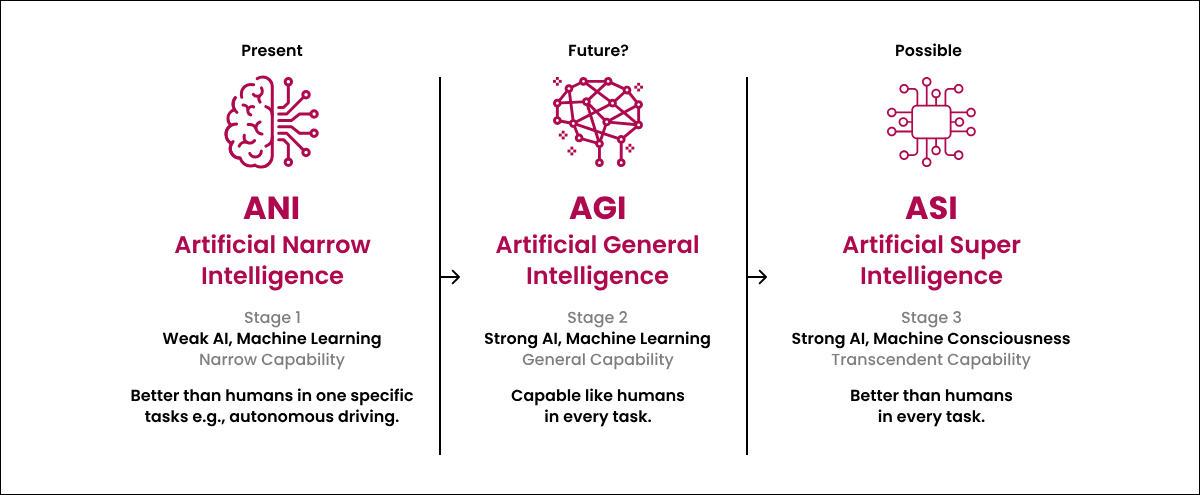 Present
ANI
Artificial Narrow
Intelligence
Stage 1
Weak AI, Machine Learning
Narrow Capability
Better than humans in one specific
tasks e.g., autonomous driving.
Future?
AGI
Artificial General
Intelligence
Stage 2
Strong AI, Machine Learning
General Capability
Capable like humans
in every task.
Possible
ASI
Artificial Super
Intelligence
Stage 3
Strong AI, Machine Consciousness
Transcendent Capability
Better than humans
in every task.